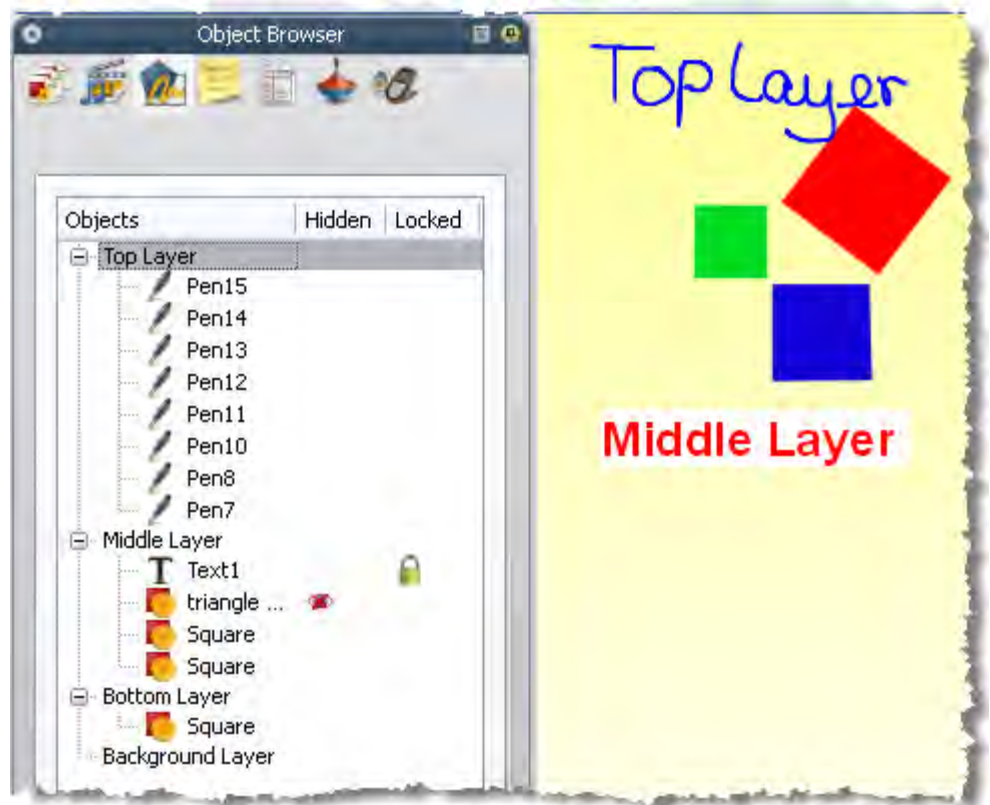 Object Browser
Objects Hidden Locked
Top Layer
Pen15
Pen14
Pen13
Pen12
Pen11
Pen10
Pen8
Pen7
Middle Layer
Text1
triangle ...
Square
Square
Bottom Layer
Square
Background Layer
Top Layer
Middle Layer